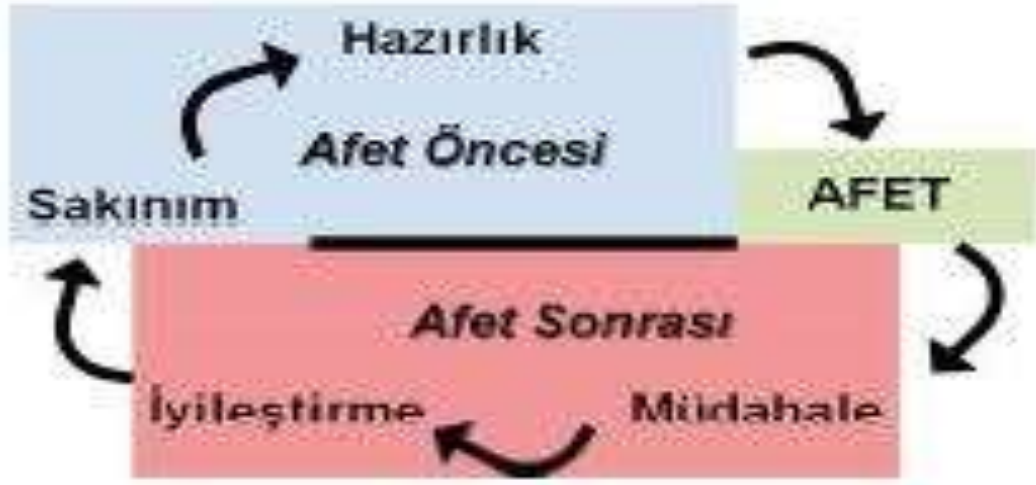 Hazırlık
Afet Öncesi
Sakınım
AFET
Afet Sonrası
İyileştirme
Müdahale